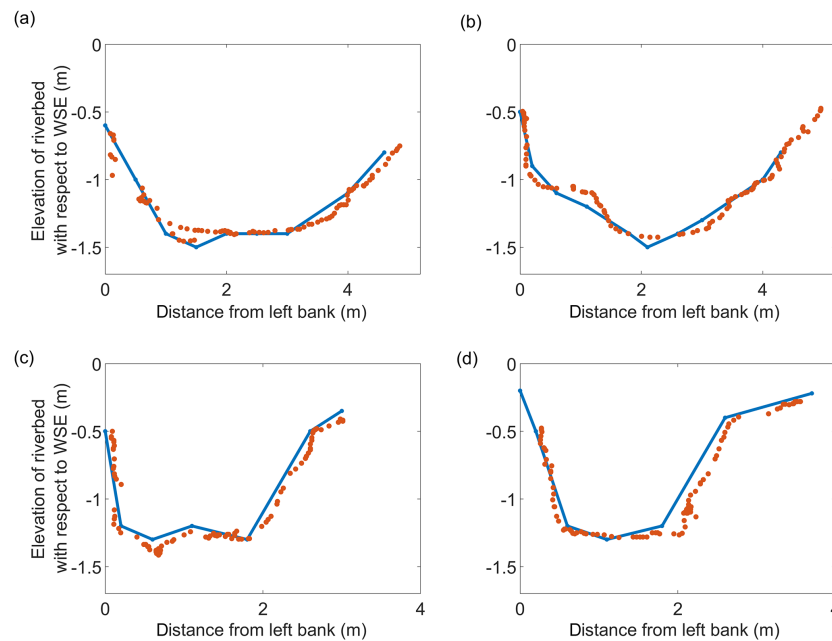 (a)
0
-0.5
-1
-1.5
0
2
4
Elevation of riverbed
with respect to WSE (m)
Distance from left bank (m)
(b)
0
-0.5
-1
-1.5
0
2
4
Distance from left bank (m)
(c)
0
-0.5
-1
-1.5
0
2
4
Elevation of riverbed
with respect to WSE (m)
Distance from left bank (m)
(d)
0
-0.5
-1
-1.5
0
2
4
Distance from left bank (m)